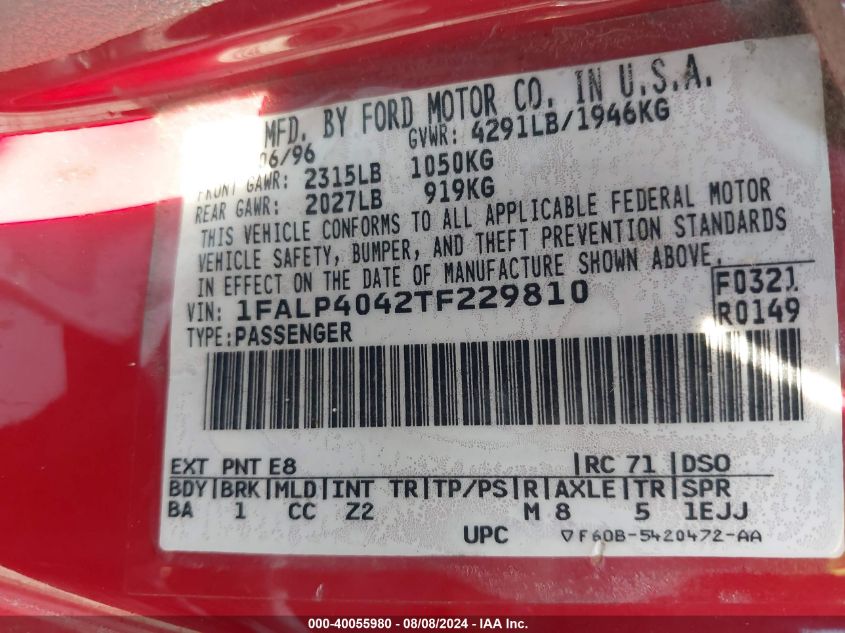 MFD. BY FORD MOTOR CO. IN U.S.A.
06/96 GVWR: 4291LB/1946KG
FRONT GAWR: 2315LB 1050KG
REAR GAWR: 2027LB 919KG
THIS VEHICLE CONFORMS TO ALL APPLICABLE FEDERAL MOTOR
VEHICLE SAFETY, BUMPER, AND THEFT PREVENTION STANDARDS
IN EFFECT ON THE DATE OF MANUFACTURE SHOWN ABOVE.
VIN: 1FALP4042TF229810 F0321
TYPE:PASSENGER R0149
EXT PNT E8 |RC 71|DSO
BDY|BRK|MLD|INT TR|TP/PS|R|AXLE|TR|SPR
BA 1 CC Z2 M 8 5 1EJJ
UPC ▽F60B-5420472-AA
000-40055980 - 08/08/2024 - IAA Inc.